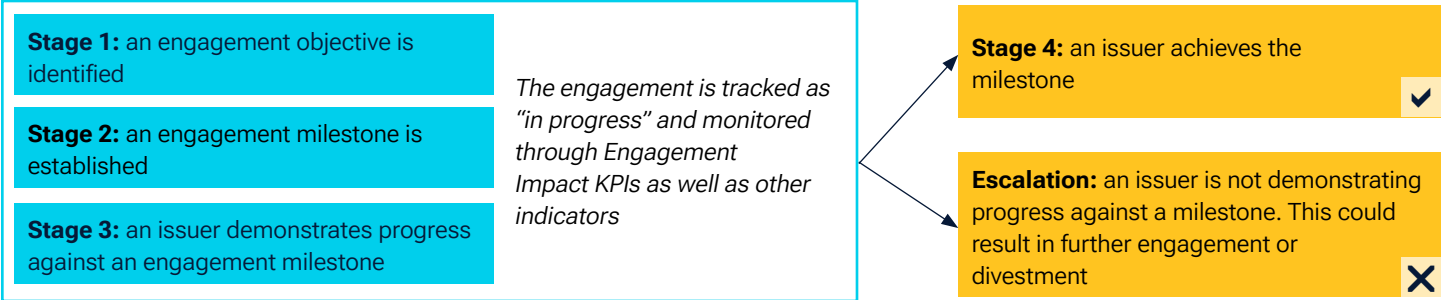 Stage 1: an engagement objective is
identified
Stage 2: an engagement milestone is
established
Stage 3: an issuer demonstrates progress
against an engagement milestone
The engagement is tracked as
“in progress” and monitored
through Engagement
Impact KPIs as well as other
indicators
Stage 4: an issuer achieves the
milestone
Escalation: an issuer is not demonstrating
progress against a milestone. This could
result in further engagement or
divestment